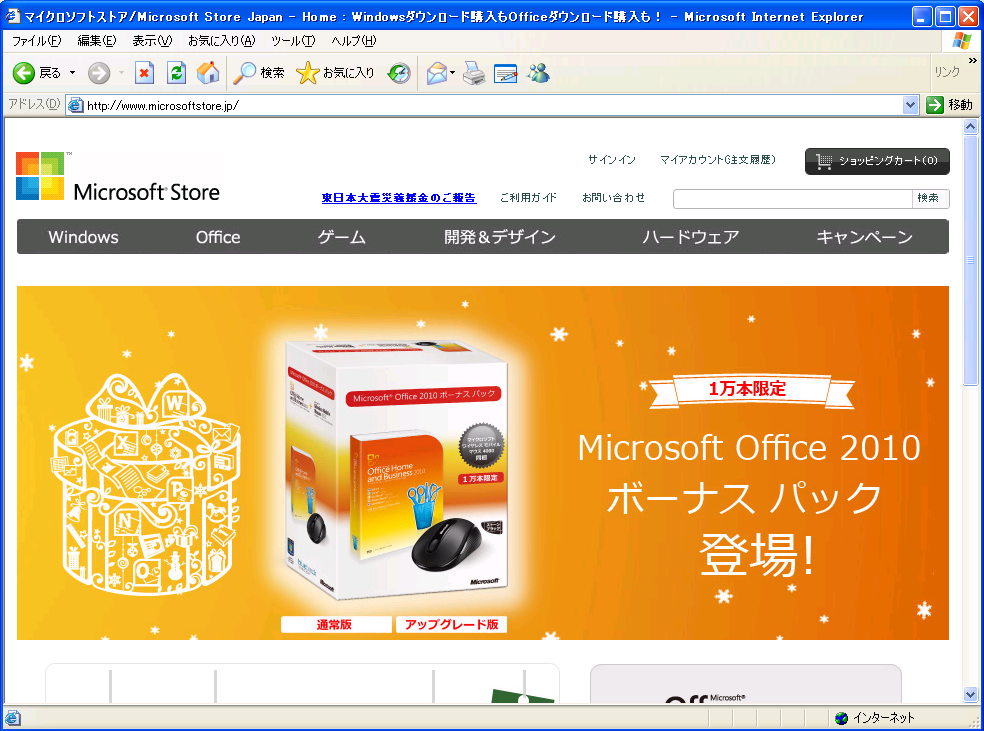 マイクロソフトストア/Microsoft Store Japan - Home : Windowsダウンロード購入もOfficeダウンロード購入も! - Microsoft Internet Explorer
ファイル(F) 編集(E) 表示(V) お気に入り(A) ツール(T) ヘルプ(H)
戻る 検索 お気に入り リンク
アドレス(D) http://www.microsoftstore.jp/ 移動
サインイン マイアカウント(注文履歴) ショッピングカート(0)
Microsoft Store
東日本大震災義援金のご報告 ご利用ガイド お問い合わせ 検索
Windows Office ゲーム 開発&デザイン ハードウェア キャンペーン
Microsoft® Office 2010 ボーナス パック
マイクロソフト
ワイヤレス モバイル
マウス 4000
同梱
1万本限定
Office Home
and Business 2010
Microsoft
1万本限定
Microsoft Office 2010
ボーナス パック
登場!
通常版 アップグレード版
Microsoft®
インターネット